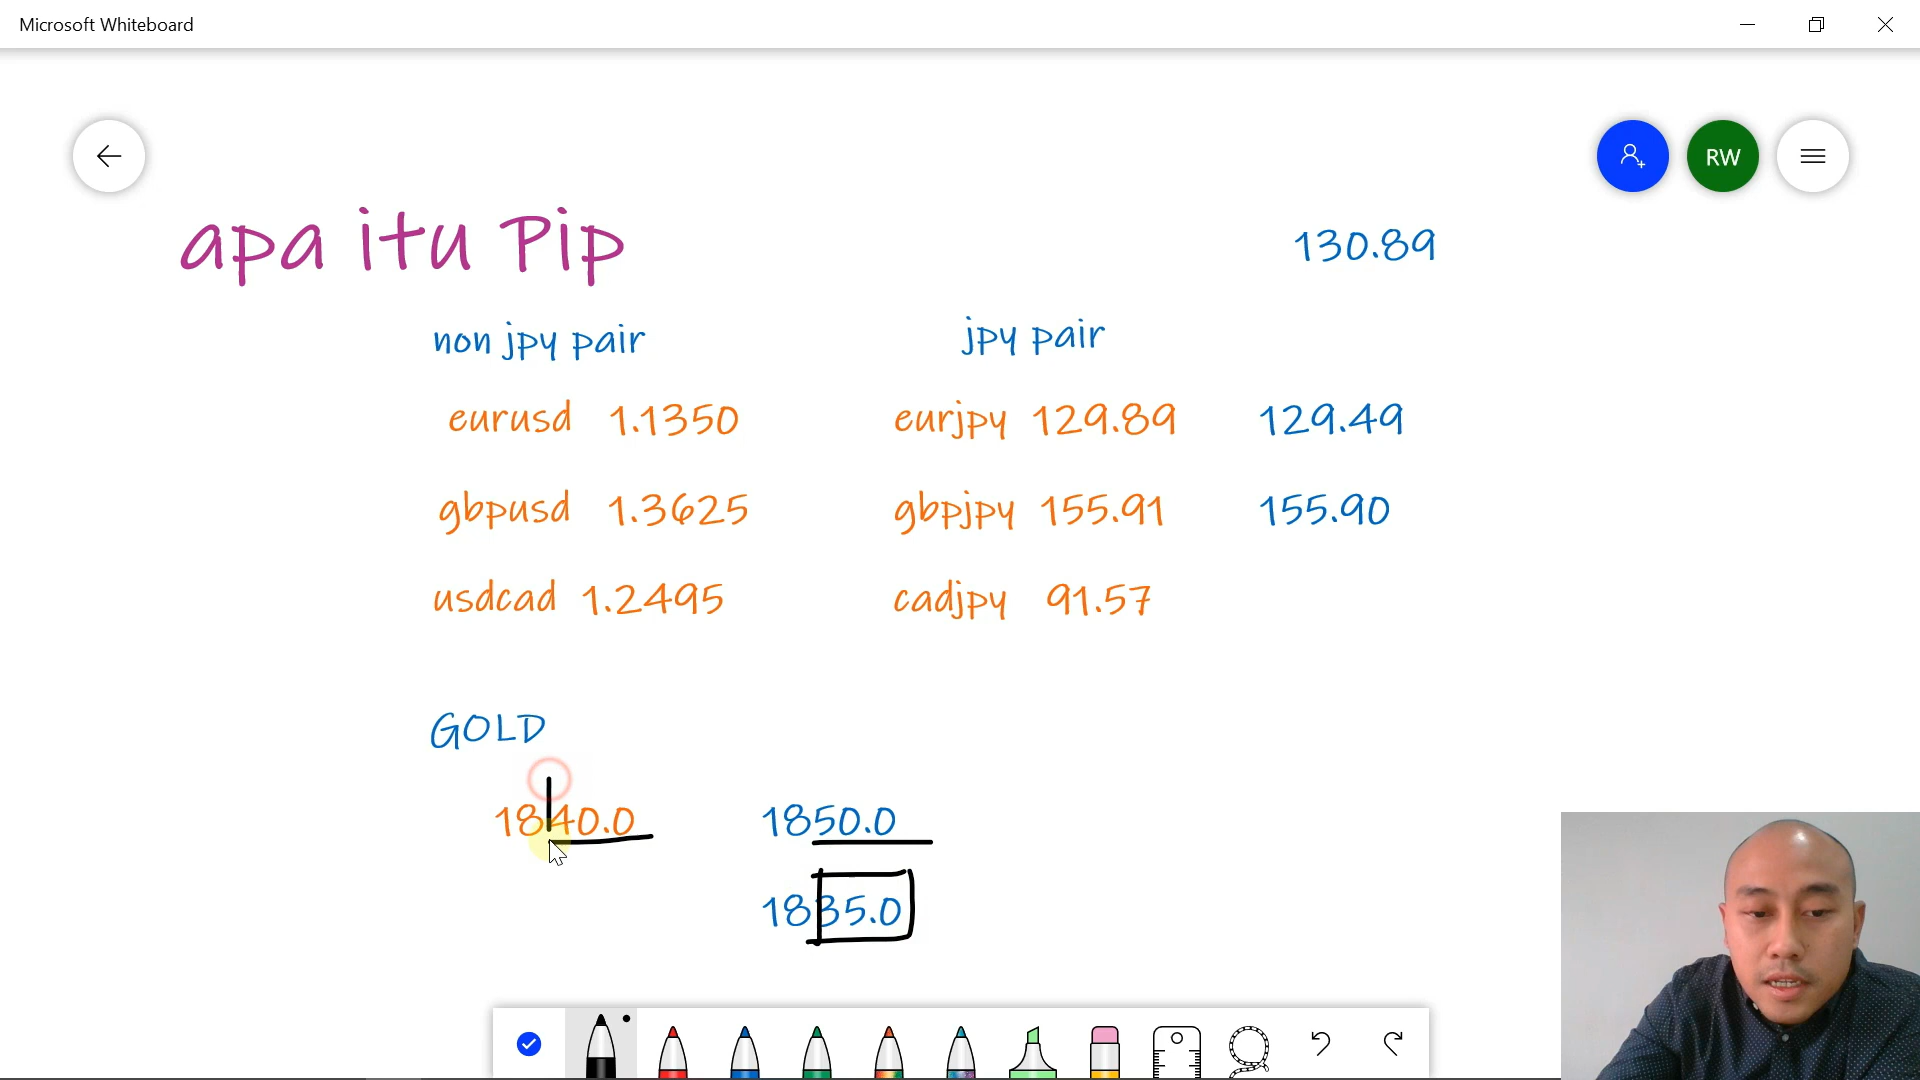 Microsoft Whiteboard
RW
apa itu Pip
130.89
non jpy pair
jpy pair
eurusd 1.1350
eurjpy 129.89
129.49
gbpusd 1.3625
gbpjpy 155.91
155.90
usdcad 1.2495
cadjpy 91.57
GOLD
1840.0
1850.0
1835.0